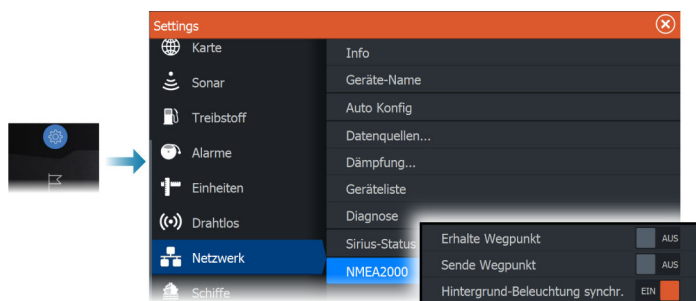 Settings
Karte
Sonar
Treibstoff
Alarme
Einheiten
Drahtlos
Netzwerk
Schiffe
Info
Geräte-Name
Auto Konfig
Datenquellen...
Dämpfung...
Geräteliste
Diagnose
Sirius-Status
NMEA2000
Erhalte Wegpunkt AUS
Sende Wegpunkt AUS
Hintergrund-Beleuchtung synchr. EIN